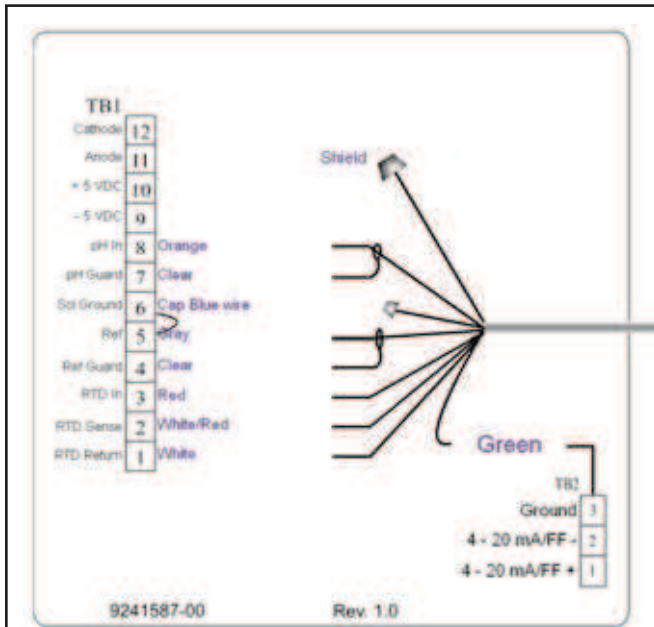 TB1
Cathode 12
Anode 11
+ 5 VDC 10
- 5 VDC 9
pH In 8 Orange
pH Guard 7 Clear
Sol Ground 6 Cap Blue wire
Ref 5 Gray
Ref Guard 4 Clear
RTD In 3 Red
RTD Sense 2 White/Red
RTD Return 1 White
Shield
Green
TB2
Ground 3
4 - 20 mA/FF - 2
4 - 20 mA/FF + 1
9241587-00 Rev. 1.0